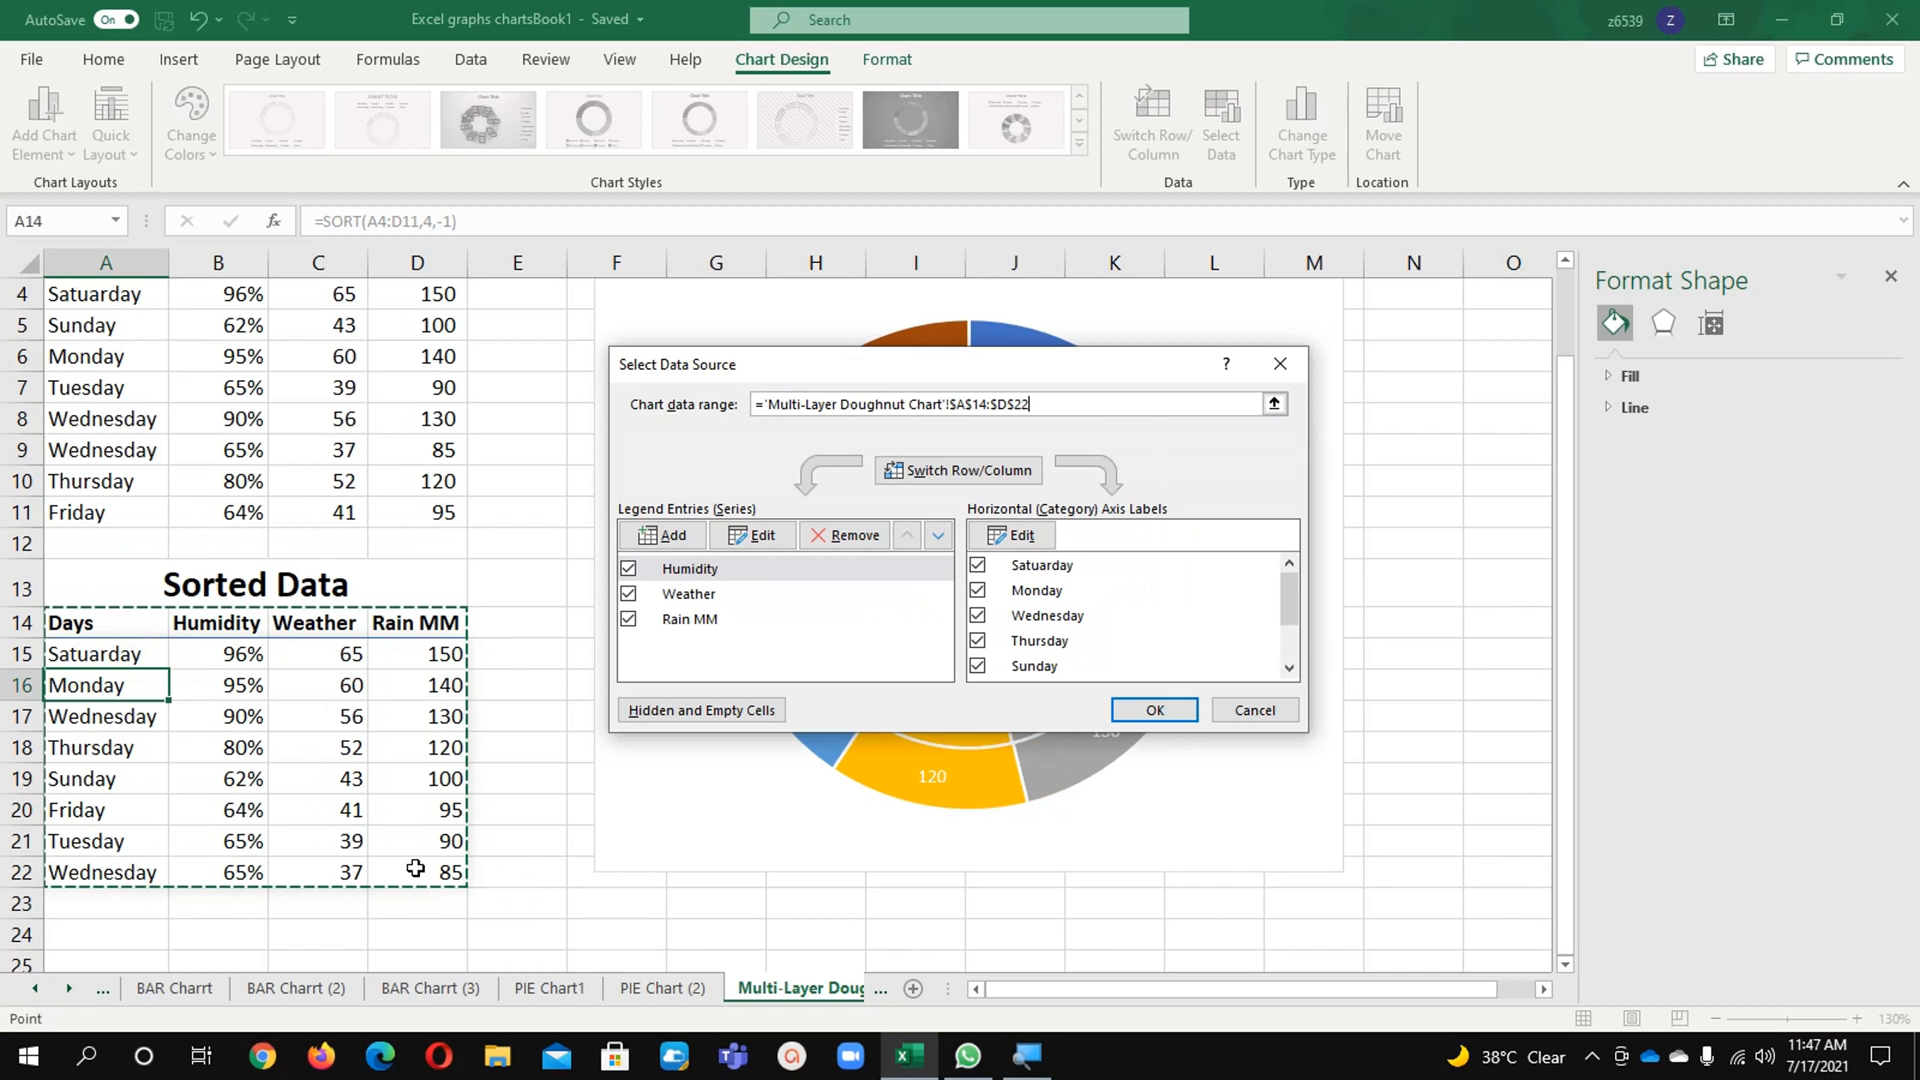 AutoSave On Excel graphs chartsBook1 - Saved Search z6539 Z
File Home Insert Page Layout Formulas Data Review View Help Chart Design Format Share Comments
Add Chart Element Quick Layout Change Colors Switch Row/ Column Select Data Change Chart Type Move Chart
Chart Layouts Chart Styles Data Type Location
A14 fx =SORT(A4:D11,4,-1)
A B C D E F G H I J K L M N O
4 Satuarday 96% 65 150
5 Sunday 62% 43 100
6 Monday 95% 60 140
7 Tuesday 65% 39 90
8 Wednesday 90% 56 130
9 Wednesday 65% 37 85
10 Thursday 80% 52 120
11 Friday 64% 41 95
12
13 Sorted Data
14 Days Humidity Weather Rain MM
15 Satuarday 96% 65 150
16 Monday 95% 60 140
17 Wednesday 90% 56 130
18 Thursday 80% 52 120
19 Sunday 62% 43 100
20 Friday 64% 41 95
21 Tuesday 65% 39 90
22 Wednesday 65% 37 85
23
24
25
Select Data Source ?
Chart data range: ='Multi-Layer Doughnut Chart'!$A$14:$D$22
Switch Row/Column
Legend Entries (Series) Horizontal (Category) Axis Labels
Add Edit Remove Edit
Humidity Satuarday
Weather Monday
Rain MM Wednesday
Thursday
Sunday
Hidden and Empty Cells OK Cancel
120
Format Shape
Fill
Line
... BAR Charrt BAR Charrt (2) BAR Charrt (3) PIE Chart1 PIE Chart (2) Multi-Layer Doug ...
Point 130%
38°C Clear 11:47 AM
7/17/2021